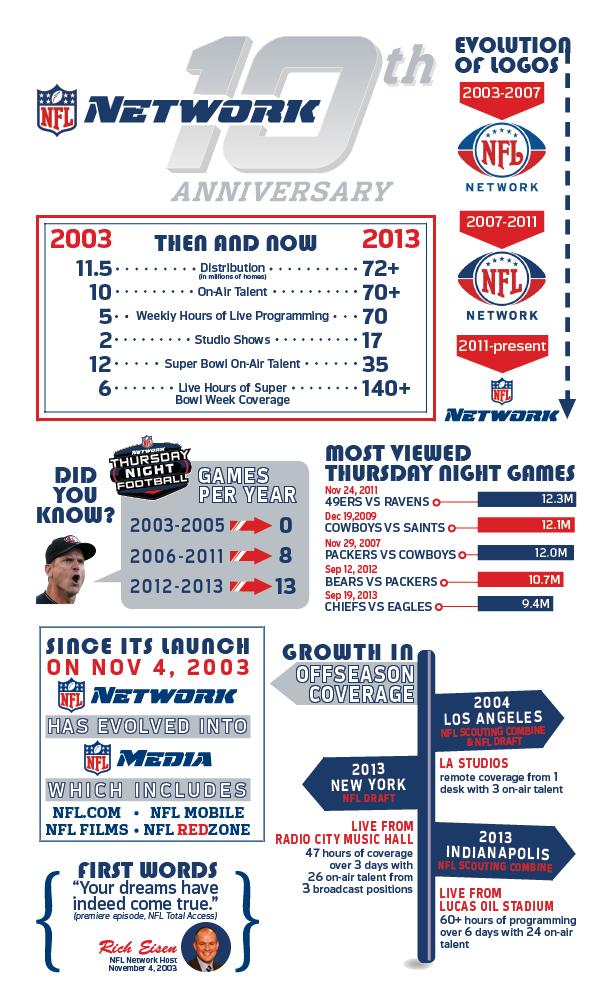 10th
NFL NETWORK
ANNIVERSARY
EVOLUTION
OF LOGOS
2003-2007
NFL
NETWORK
2007-2011
NFL
NETWORK
2011-present
NFL
NETWORK
2003 THEN AND NOW 2013
11.5 Distribution 72+
(in millions of homes)
10 On-Air Talent 70+
5 Weekly Hours of Live Programming 70
2 Studio Shows 17
12 Super Bowl On-Air Talent 35
6 Live Hours of Super 140+
Bowl Week Coverage
DID
YOU
KNOW?
NETWORK
THURSDAY
NIGHT
FOOTBALL
GAMES
PER YEAR
2003-2005 0
2006-2011 8
2012-2013 13
MOST VIEWED
THURSDAY NIGHT GAMES
Nov 24, 2011
49ERS VS RAVENS 12.3M
Dec 19,2009
COWBOYS VS SAINTS 12.1M
Nov 29, 2007
PACKERS VS COWBOYS 12.0M
Sep 12, 2012
BEARS VS PACKERS 10.7M
Sep 19, 2013
CHIEFS VS EAGLES 9.4M
SINCE ITS LAUNCH
ON NOV 4, 2003
NFL NETWORK
HAS EVOLVED INTO
NFL MEDIA
WHICH INCLUDES
NFL.COM • NFL MOBILE
NFL FILMS • NFL REDZONE
FIRST WORDS
“Your dreams have
indeed come true.”
(premiere episode, NFL Total Access)
Rich Eisen
NFL Network Host
November 4, 2003
GROWTH IN
OFFSEASON
COVERAGE
2004
LOS ANGELES
NFL SCOUTING COMBINE
& NFL DRAFT
LA STUDIOS
remote coverage from 1
desk with 3 on-air talent
2013
NEW YORK
NFL DRAFT
LIVE FROM
RADIO CITY MUSIC HALL
47 hours of coverage
over 3 days with
26 on-air talent from
3 broadcast positions
2013
INDIANAPOLIS
NFL SCOUTING COMBINE
LIVE FROM
LUCAS OIL STADIUM
60+ hours of programming
over 6 days with 24 on-air
talent